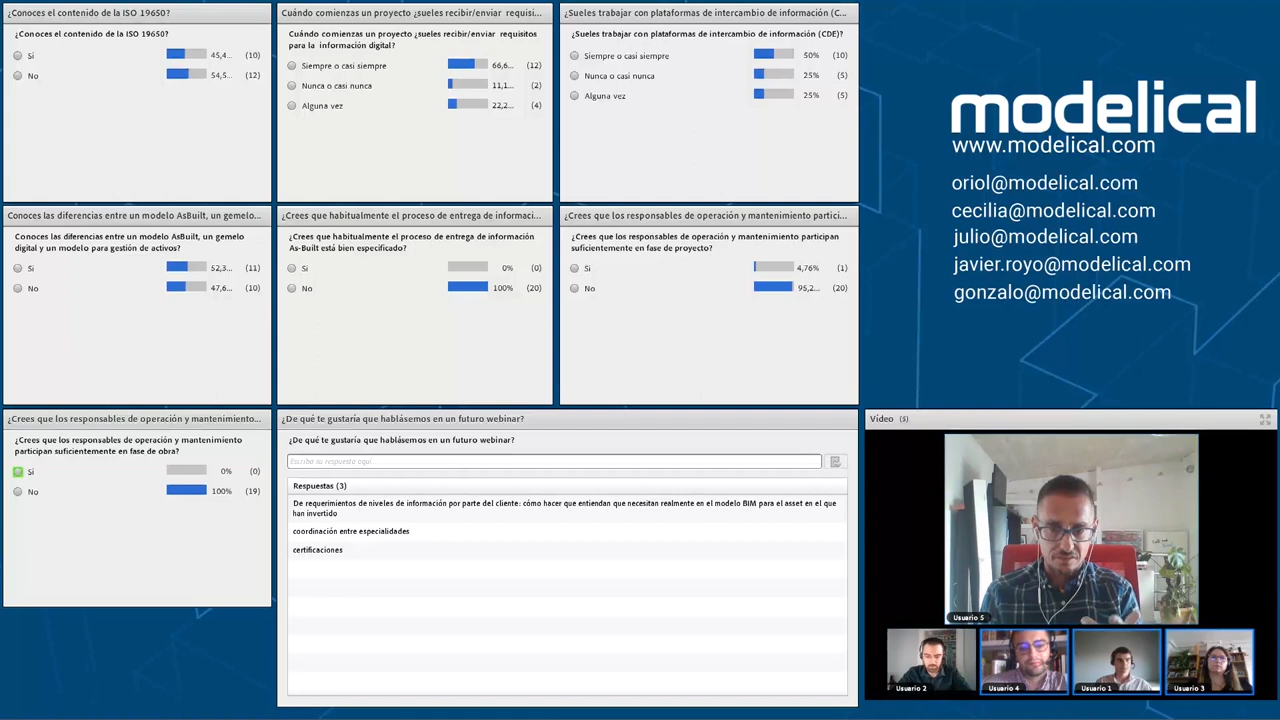 ¿Conoces el contenido de la ISO 19650?
¿Conoces el contenido de la ISO 19650?
Si 45,4... (10)
No 54,5... (12)
Cuándo comienzas un proyecto ¿sueles recibir/enviar requisi...
Cuándo comienzas un proyecto ¿sueles recibir/enviar requisitos
para la información digital?
Siempre o casi siempre 66,6... (12)
Nunca o casi nunca 11,1... (2)
Alguna vez 22,2... (4)
¿Sueles trabajar con plataformas de intercambio de información (C...
¿Sueles trabajar con plataformas de intercambio de información (CDE)?
Siempre o casi siempre 50% (10)
Nunca o casi nunca 25% (5)
Alguna vez 25% (5)
modelical
www.modelical.com
oriol@modelical.com
cecilia@modelical.com
julio@modelical.com
javier.royo@modelical.com
gonzalo@modelical.com
Conoces las diferencias entre un modelo AsBuilt, un gemelo...
Conoces las diferencias entre un modelo AsBuilt, un gemelo
digital y un modelo para gestión de activos?
Si 52,3... (11)
No 47,6... (10)
¿Crees que habitualmente el proceso de entrega de informaci...
¿Crees que habitualmente el proceso de entrega de información
As-Built está bien especificado?
Si 0% (0)
No 100% (20)
¿Crees que los responsables de operación y mantenimiento partici...
¿Crees que los responsables de operación y mantenimiento participan
suficientemente en fase de proyecto?
Si 4,76% (1)
No 95,2... (20)
¿Crees que los responsables de operación y mantenimiento...
¿Crees que los responsables de operación y mantenimiento
participan suficientemente en fase de obra?
Si 0% (0)
No 100% (19)
¿De qué te gustaría que hablásemos en un futuro webinar?
¿De qué te gustaría que hablásemos en un futuro webinar?
Escriba su respuesta aquí...
Respuestas (3)
De requerimientos de niveles de información por parte del cliente: cómo hacer que entiendan que necesitan realmente en el modelo BIM para el asset en el que
han invertido
coordinación entre especialidades
certificaciones
Vídeo (5)
Usuario 5
Usuario 2
Usuario 4
Usuario 1
Usuario 3